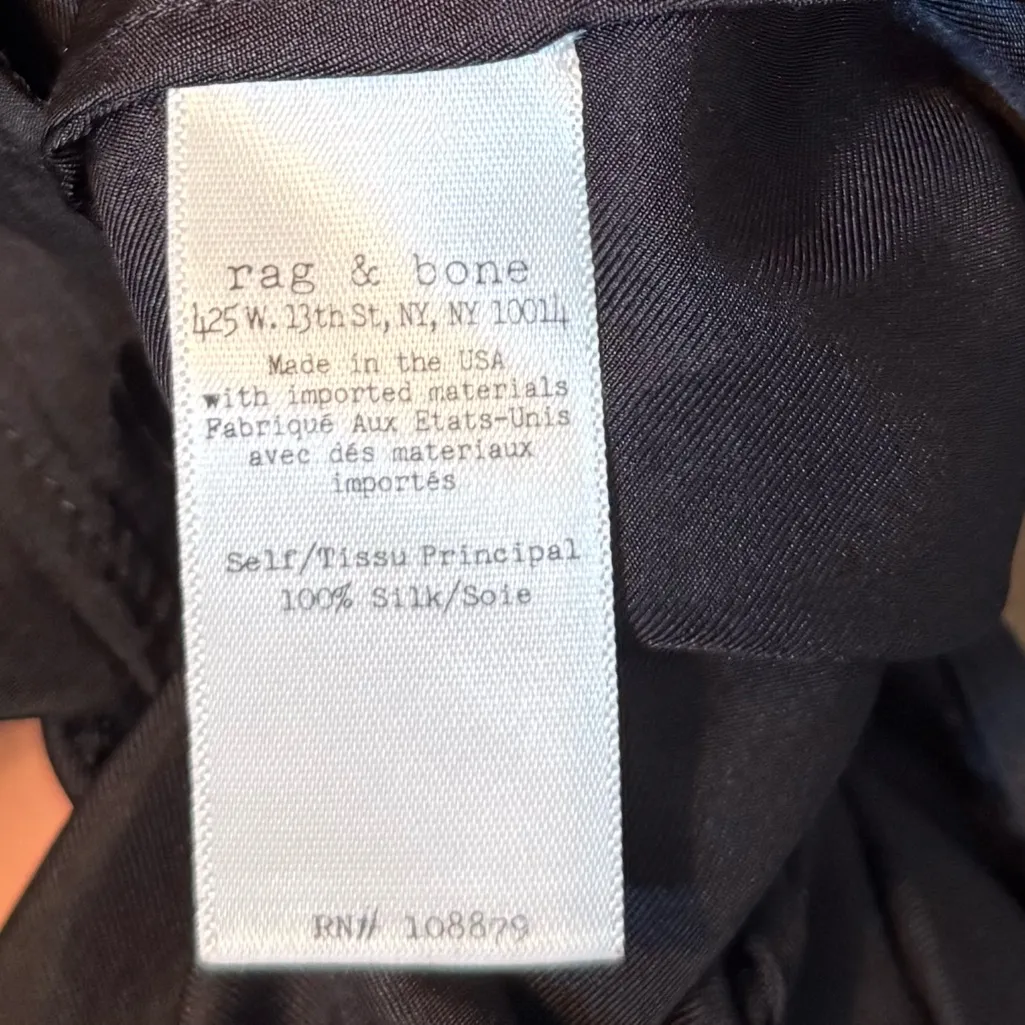 rag & bone
425 W. 13th St, NY, NY 10014
Made in the USA
with imported materials
Fabriqué Aux Etats-Unis
avec dés materiaux
importés
Self/Tissu Principal
100% Silk/Soie
RN# 108879